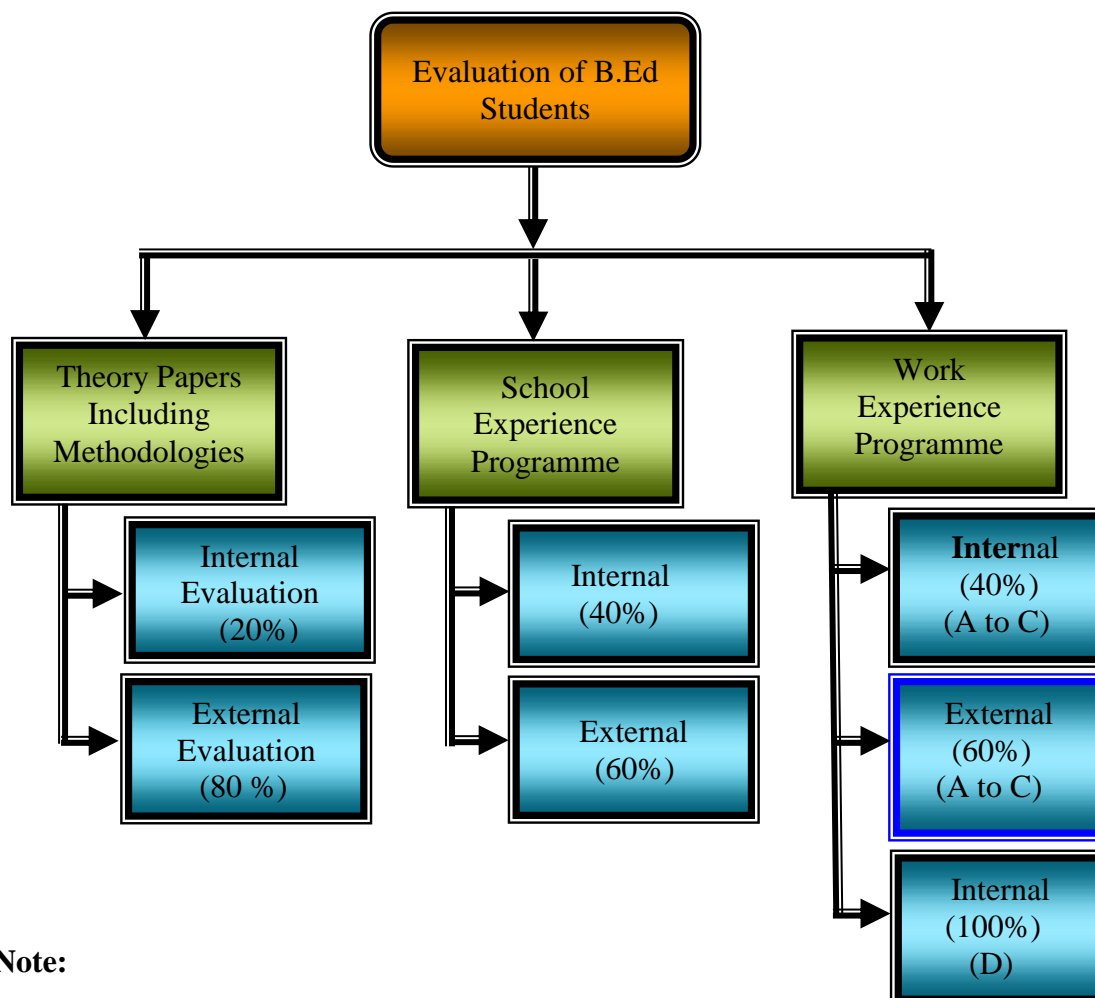 Evaluation of B.Ed
Students
Theory Papers
Including
Methodologies
Internal
Evaluation
(20%)
External
Evaluation
(80 %)
School
Experience
Programme
Internal
(40%)
External
(60%)
Work
Experience
Programme
Internal
(40%)
(A to C)
External
(60%)
(A to C)
Internal
(100%)
(D)
Note: